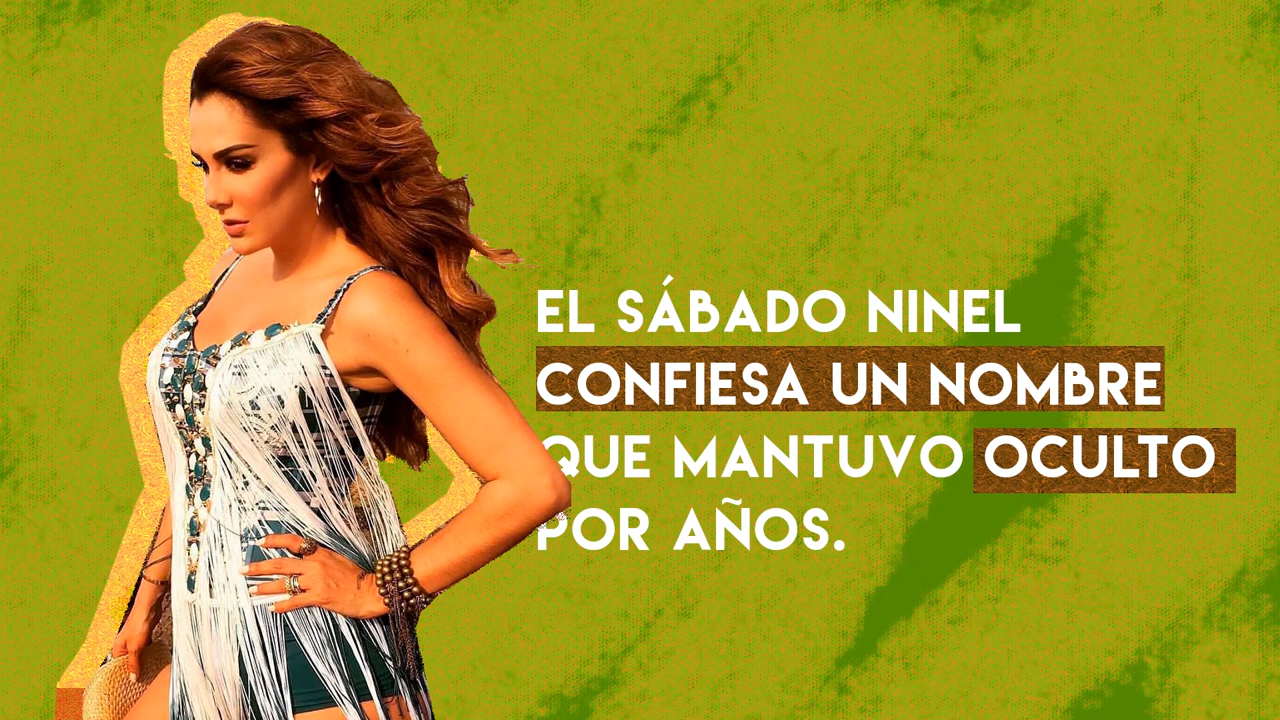 EL SÁBADO NINEL
CONFIESA UN NOMBRE
QUE MANTUVO OCULTO
POR AÑOS.